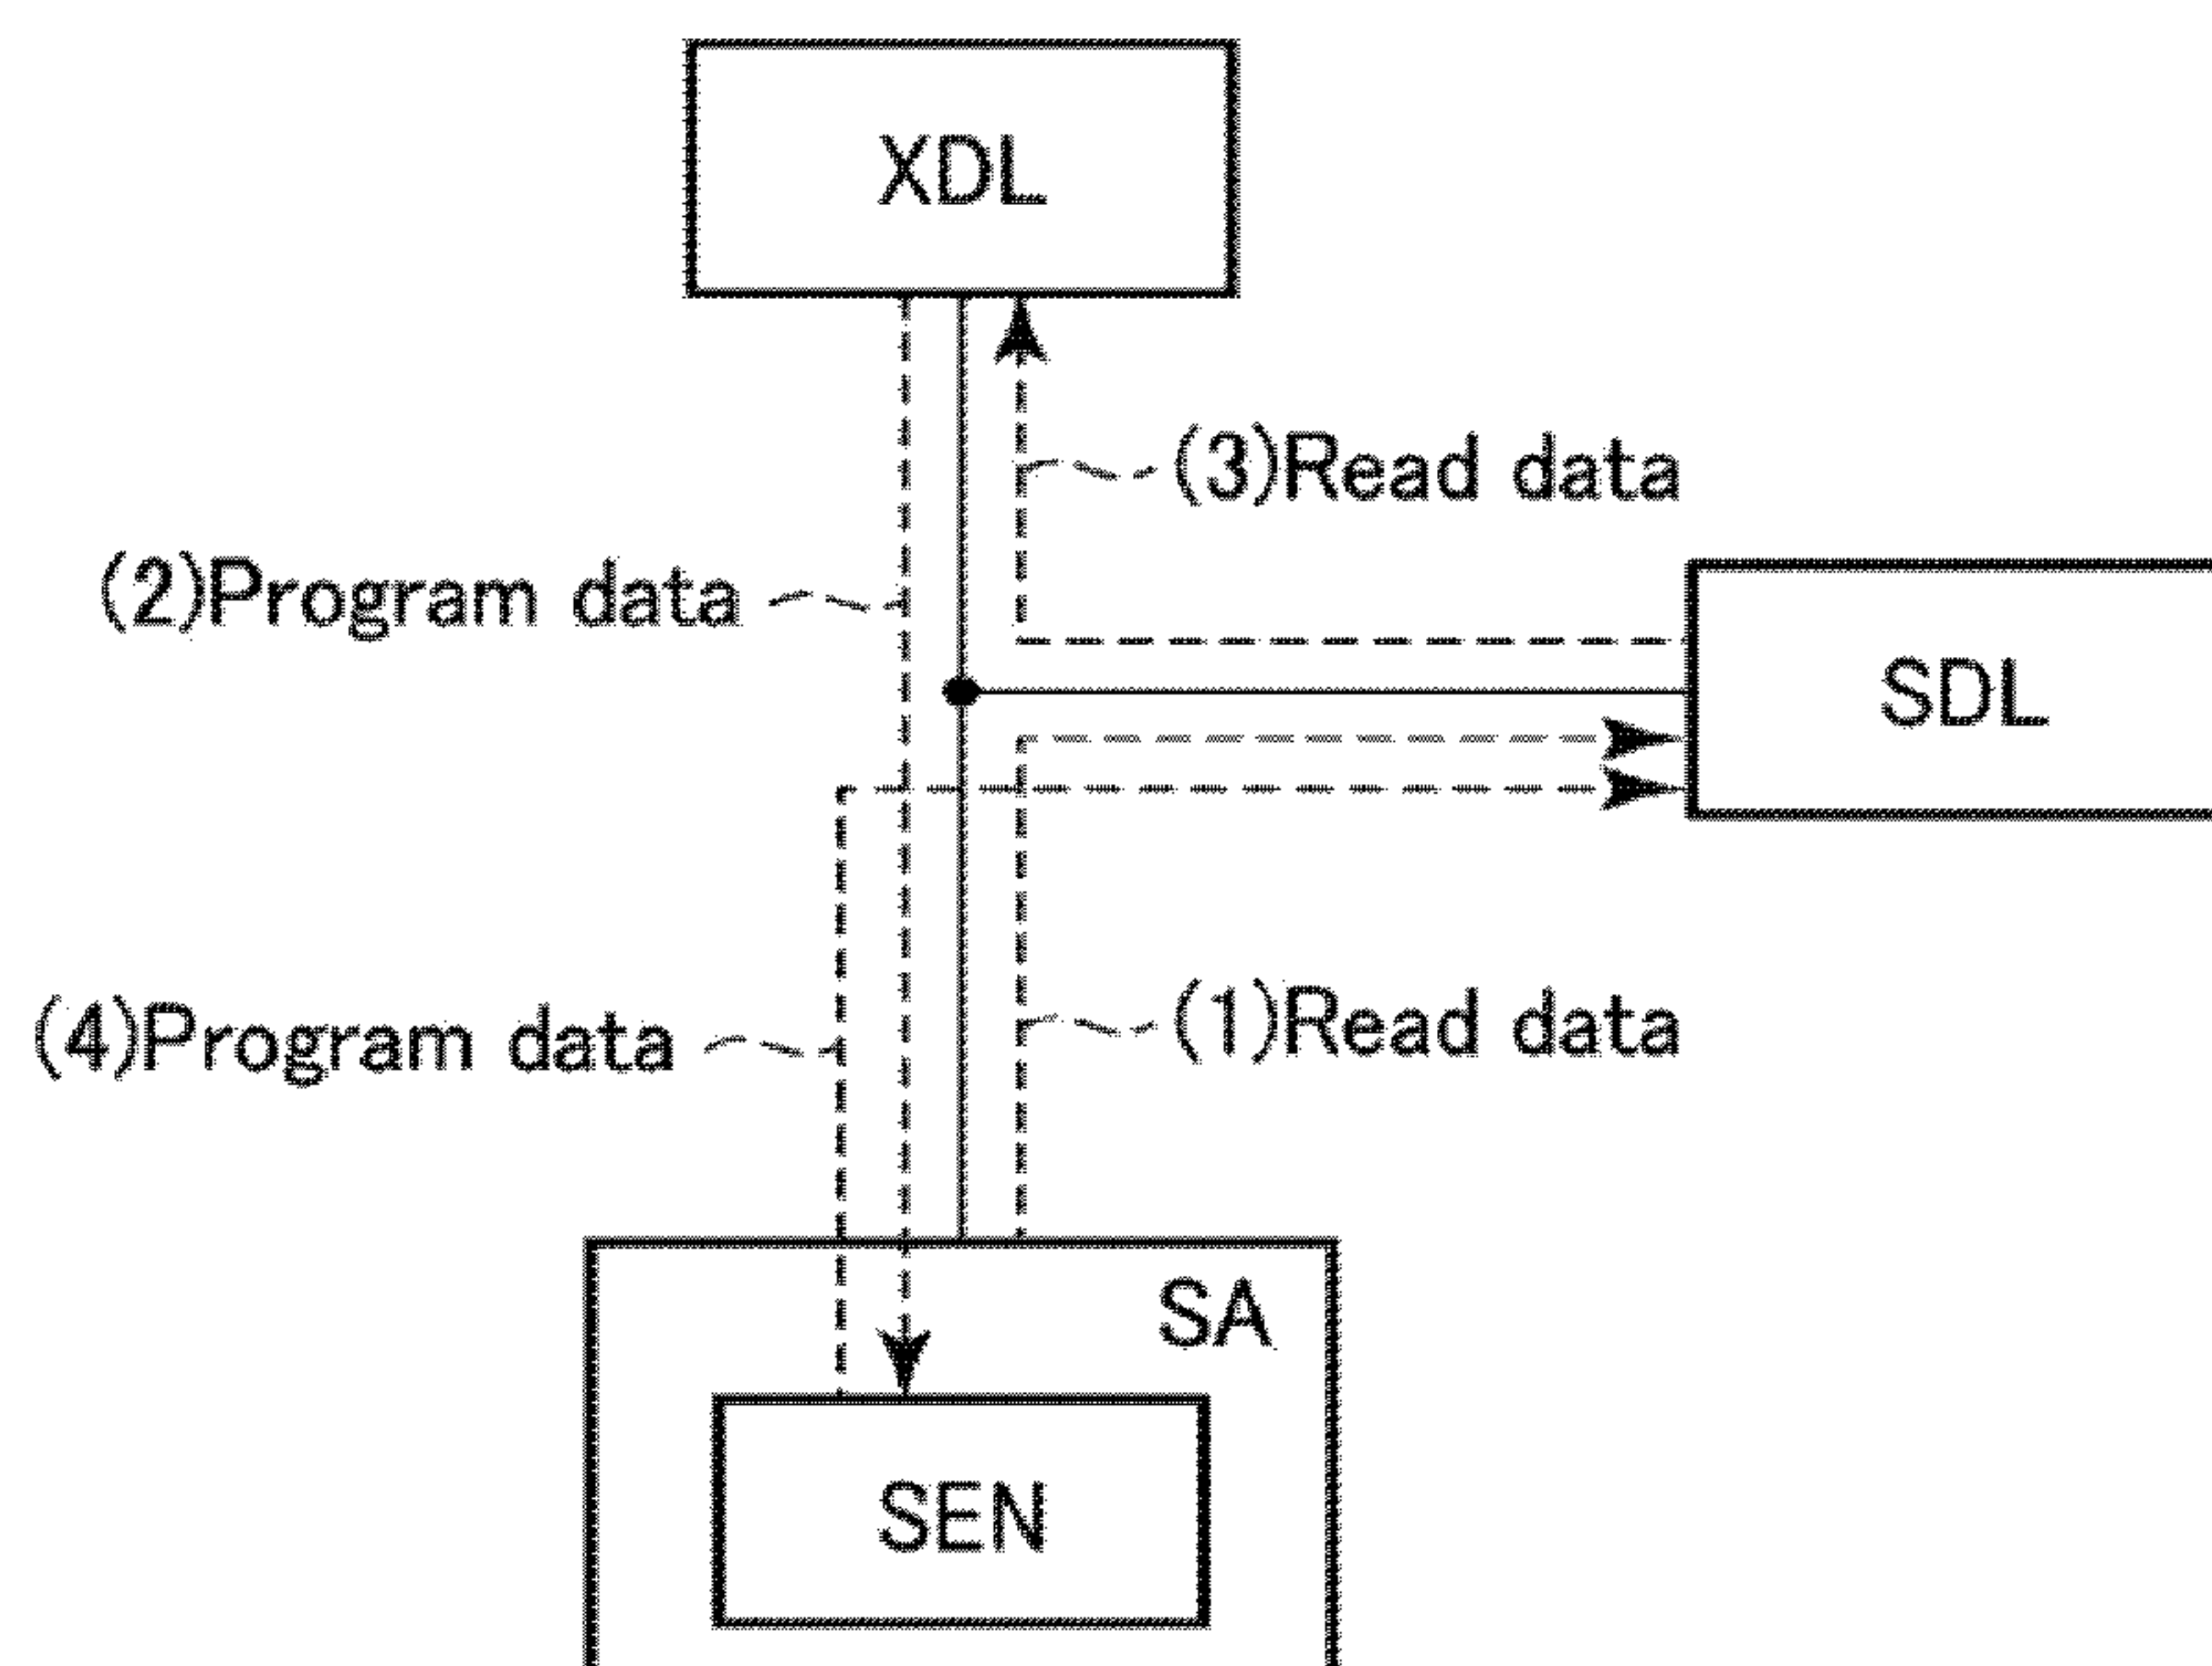 XDL
(3)Read data
(2)Program data
SDL
(4)Program data
(1)Read data
SA
SEN